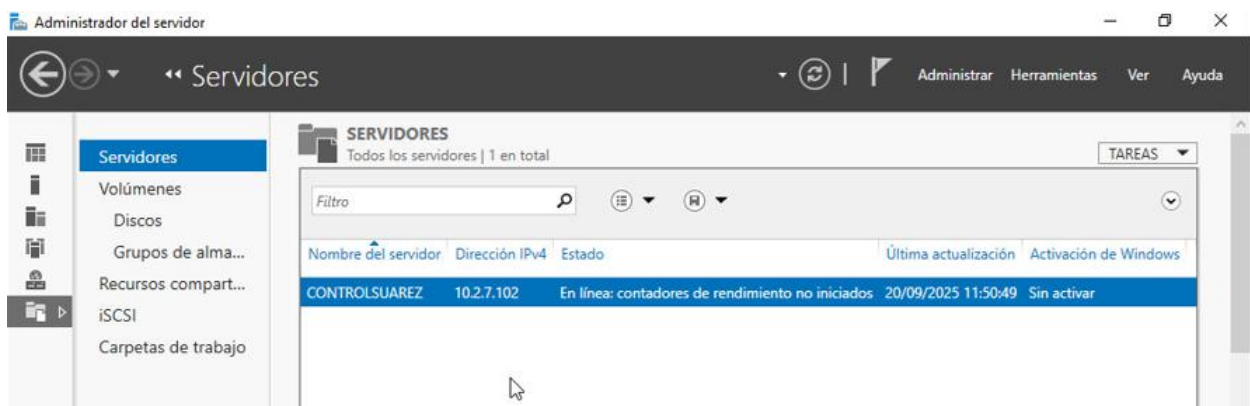 Administrador del servidor
Servidores
Administrar Herramientas Ver Ayuda
Servidores
Volúmenes
Discos
Grupos de alma...
Recursos compart...
iSCSI
Carpetas de trabajo
SERVIDORES
Todos los servidores | 1 en total
TAREAS
Filtro
Nombre del servidor Dirección IPv4 Estado Última actualización Activación de Windows
CONTROLSUAREZ 10.2.7.102 En línea: contadores de rendimiento no iniciados 20/09/2025 11:50:49 Sin activar